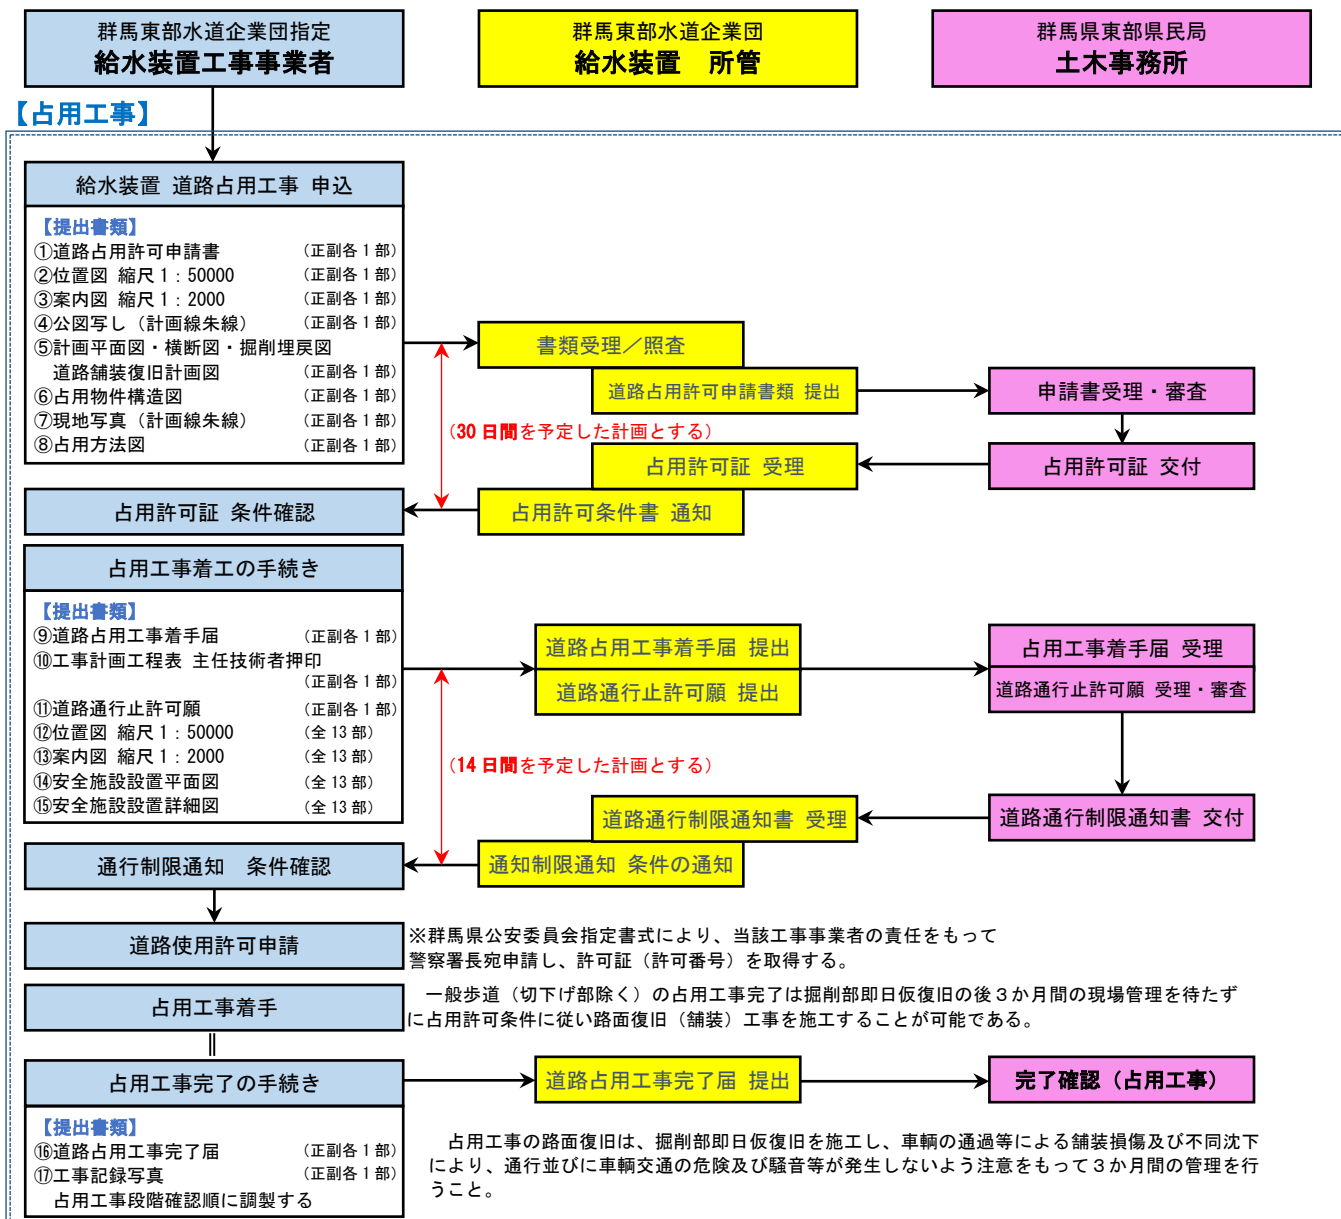 群馬東部水道企業団指定
給水装置工事事業者
群馬東部水道企業団
給水装置　所管
群馬県東部県民局
土木事務所
【占用工事】
給水装置 道路占用工事 申込
【提出書類】
①道路占用許可申請書 （正副各１部）
②位置図 縮尺１：50000 （正副各１部）
③案内図 縮尺１：2000 （正副各１部）
④公図写し（計画線朱線） （正副各１部）
⑤計画平面図・横断図・掘削埋戻図
道路舗装復旧計画図 （正副各１部）
⑥占用物件構造図 （正副各１部）
⑦現地写真（計画線朱線） （正副各１部）
⑧占用方法図 （正副各１部）
書類受理／照査
道路占用許可申請書類 提出
申請書受理・審査
（30 日間を予定した計画とする）
占用許可証 受理
占用許可証 交付
占用許可証 条件確認
占用許可条件書 通知
占用工事着工の手続き
【提出書類】
⑨道路占用工事着手届 （正副各１部）
⑩工事計画工程表 主任技術者押印
（正副各１部）
⑪道路通行止許可願 （正副各１部）
⑫位置図 縮尺１：50000 （全 13 部）
⑬案内図 縮尺１：2000 （全 13 部）
⑭安全施設設置平面図 （全 13 部）
⑮安全施設設置詳細図 （全 13 部）
道路占用工事着手届 提出
道路通行止許可願 提出
占用工事着手届 受理
道路通行止許可願 受理・審査
（14 日間を予定した計画とする）
道路通行制限通知書 受理
道路通行制限通知書 交付
通行制限通知　条件確認
通知制限通知 条件の通知
道路使用許可申請
※群馬県公安委員会指定書式により、当該工事事業者の責任をもって
警察署長宛申請し、許可証（許可番号）を取得する。
占用工事着手
一般歩道（切下げ部除く）の占用工事完了は掘削部即日仮復旧の後３か月間の現場管理を待たず
に占用許可条件に従い路面復旧（舗装）工事を施工することが可能である。
占用工事完了の手続き
道路占用工事完了届 提出
完了確認（占用工事）
【提出書類】
⑯道路占用工事完了届 （正副各１部）
⑰工事記録写真 （正副各１部）
占用工事段階確認順に調製する
占用工事の路面復旧は、掘削部即日仮復旧を施工し、車輌の通過等による舗装損傷及び不同沈下
により、通行並びに車輌交通の危険及び騒音等が発生しないよう注意をもって３か月間の管理を行
うこと。